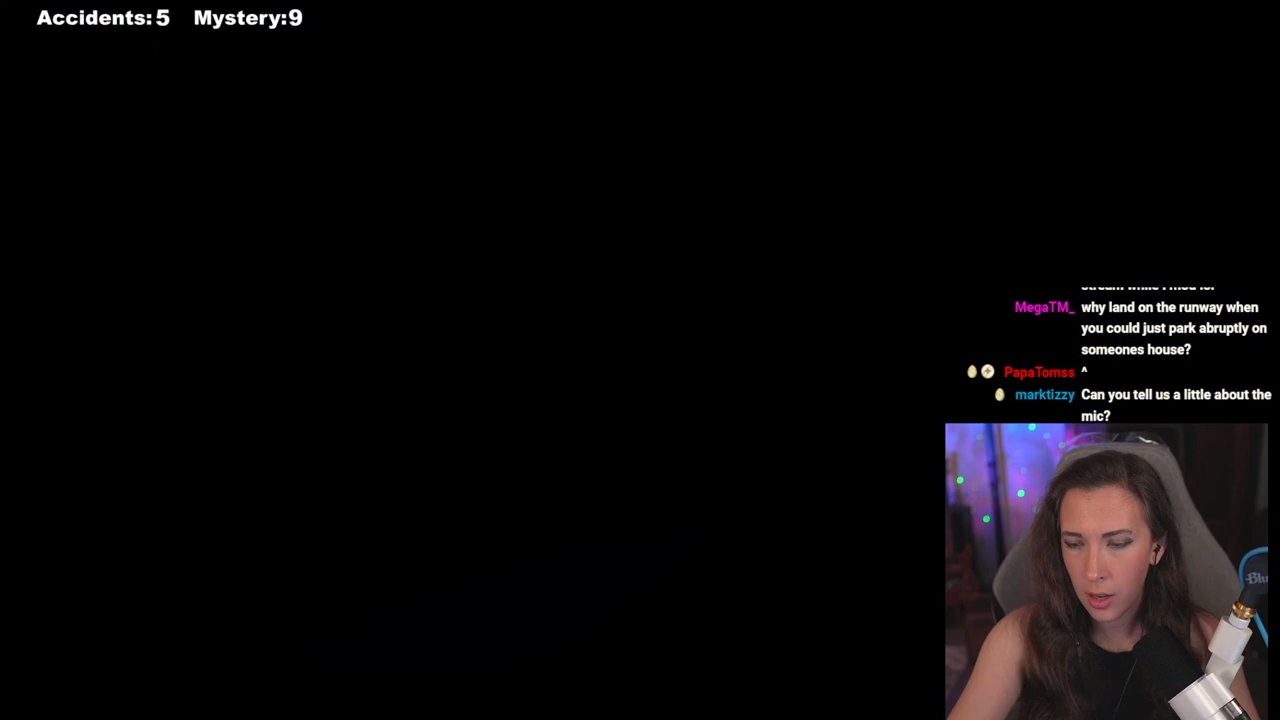 Accidents: 5 Mystery: 9
MegaTM_ why land on the runway when
you could just park abruptly on
someones house?
PapaTomss ^
marktizzy Can you tell us a little about the
mic?
Blu